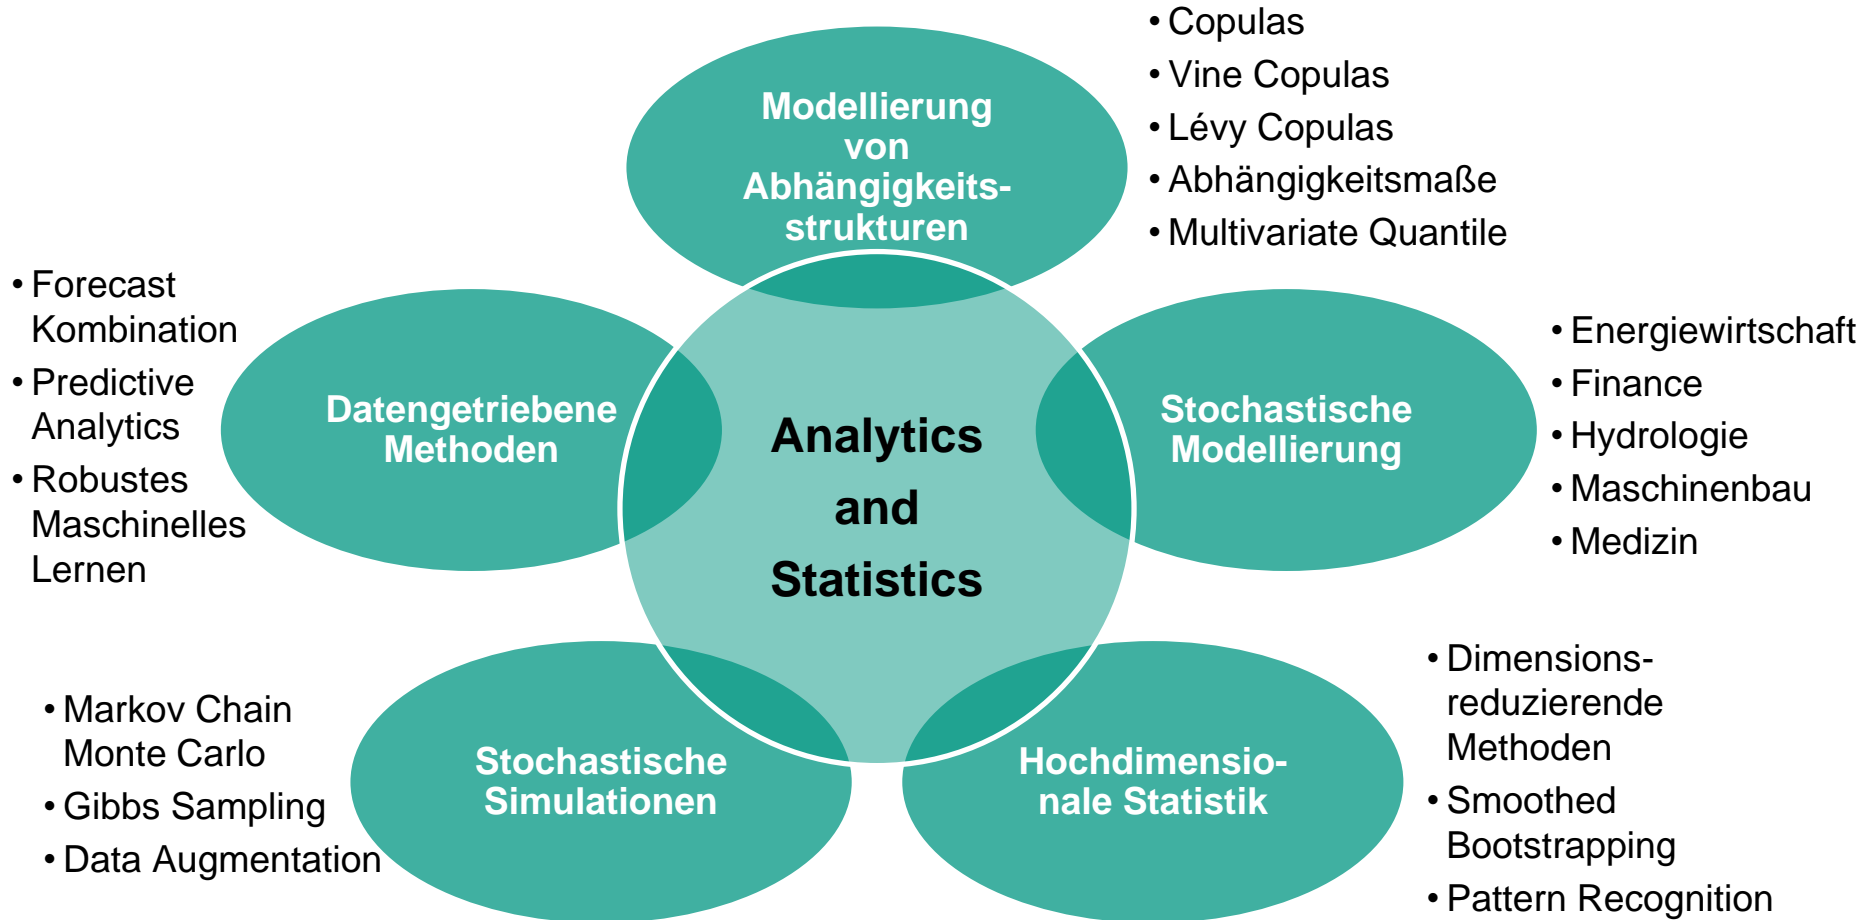 Modellierung
von
Abhängigkeits-
strukturen
• Copulas
• Vine Copulas
• Lévy Copulas
• Abhängigkeitsmaße
• Multivariate Quantile
• Forecast
Kombination
• Predictive
Analytics
• Robustes
Maschinelles
Lernen
Datengetriebene
Methoden
Analytics
and
Statistics
Stochastische
Modellierung
• Energiewirtschaft
• Finance
• Hydrologie
• Maschinenbau
• Medizin
• Markov Chain
Monte Carlo
• Gibbs Sampling
• Data Augmentation
Stochastische
Simulationen
Hochdimensio-
nale Statistik
• Dimensions-
reduzierende
Methoden
• Smoothed
Bootstrapping
• Pattern Recognition